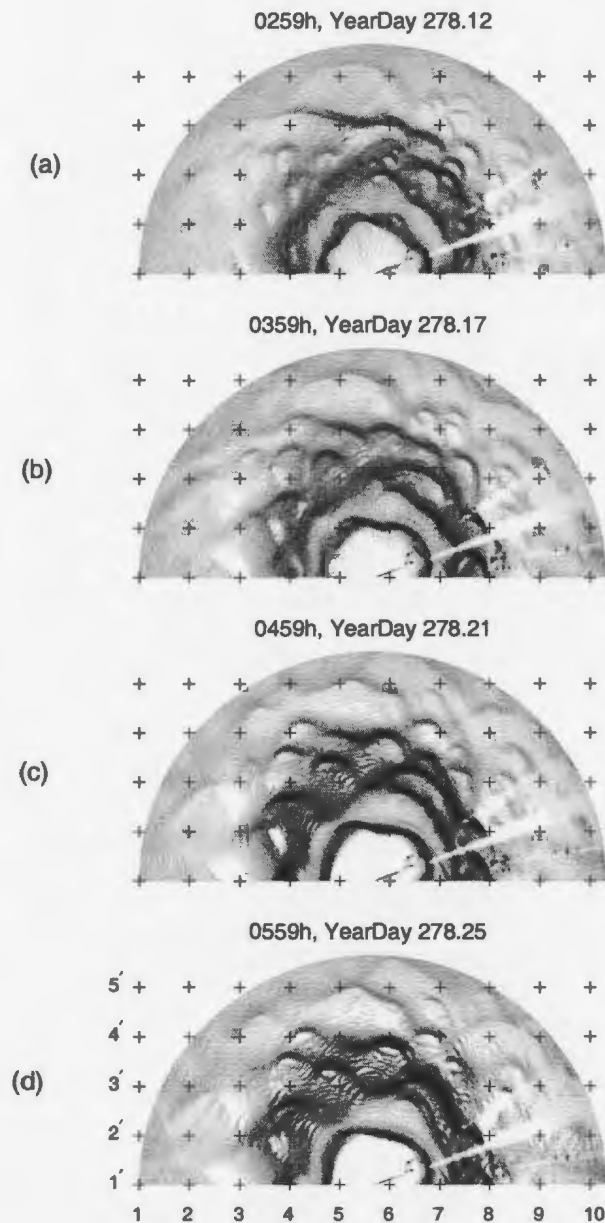 0259h, YearDay 278.12
(a)
0359h, YearDay 278.17
(b)
0459h, YearDay 278.21
(c)
0559h, YearDay 278.25
(d)
5′
4′
3′
2′
1′
1 2 3 4 5 6 7 8 9 10